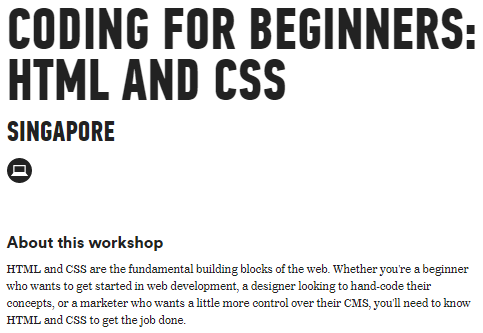 CODING FOR BEGINNERS:
HTML AND CSS
SINGAPORE
About this workshop
HTML and CSS are the fundamental building blocks of the web. Whether you're a beginner
who wants to get started in web development, a designer looking to hand-code their
concepts, or a marketer who wants a little more control over their CMS, you'll need to know
HTML and CSS to get the job done.